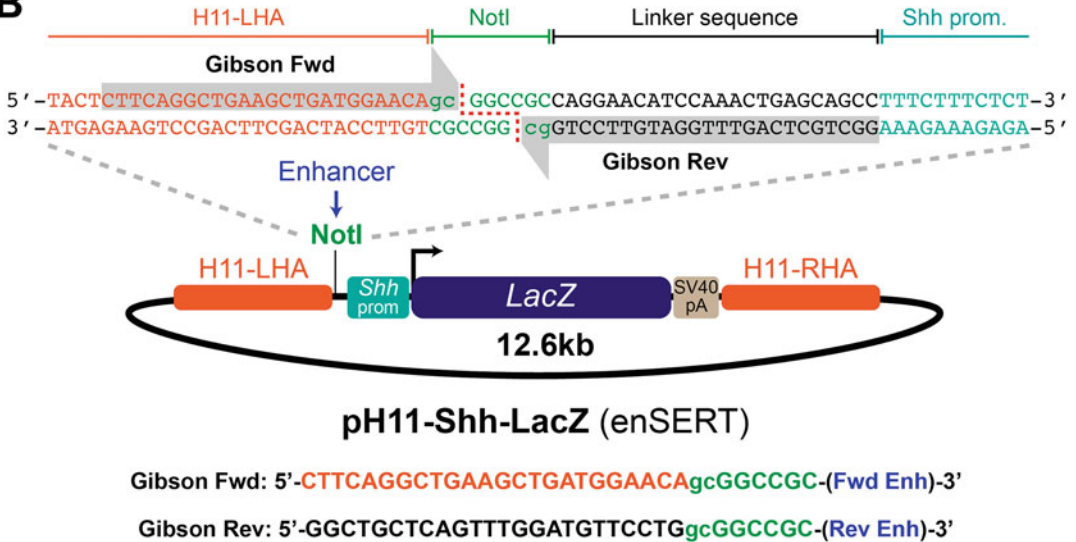 B
H11-LHA NotI Linker sequence Shh prom.
Gibson Fwd
5′-TACTCTTCAGGCTGAAGCTGATGGAACAgc GGCCGCCAGGAACATCCAAACTGAGCAGCCTTTCTTTCTCT-3′
3′-ATGAGAAGTCCGACTTCGACTACCTTGTCGCCGG cgGTCCTTGTAGGTTTGACTCGTCGGAAAGAAAGAGA-5′
Gibson Rev
Enhancer
NotI
H11-LHA H11-RHA
Shh prom LacZ SV40 pA
12.6kb
pH11-Shh-LacZ (enSERT)
Gibson Fwd: 5’-CTTCAGGCTGAAGCTGATGGAACAgcGGCCGC-(Fwd Enh)-3’
Gibson Rev: 5’-GGCTGCTCAGTTTGGATGTTCCTGgcGGCCGC-(Rev Enh)-3’